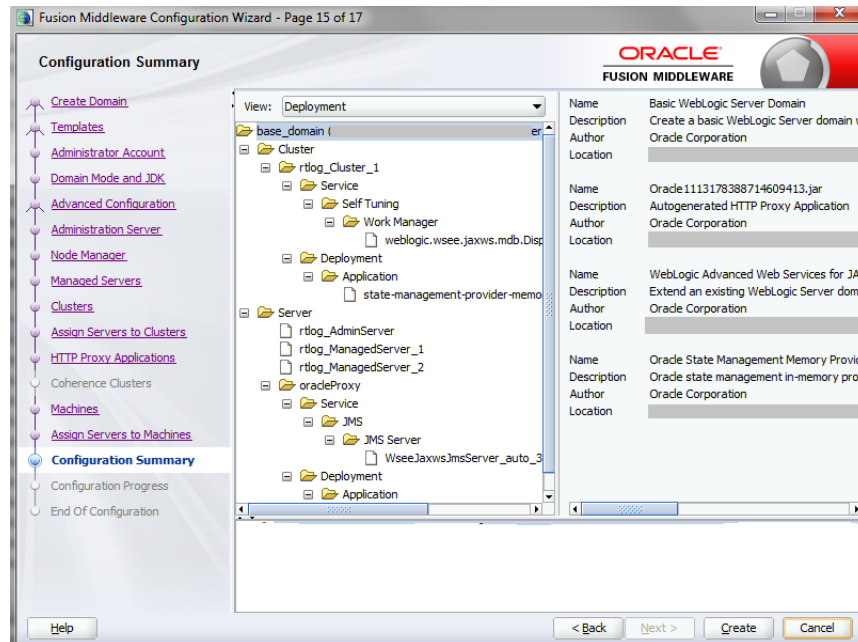 Fusion Middleware Configuration Wizard - Page 15 of 17
Configuration Summary
ORACLE
FUSION MIDDLEWARE
Create Domain
Templates
Administrator Account
Domain Mode and JDK
Advanced Configuration
Administration Server
Node Manager
Managed Servers
Clusters
Assign Servers to Clusters
HTTP Proxy Applications
Coherence Clusters
Machines
Assign Servers to Machines
Configuration Summary
Configuration Progress
End Of Configuration
View: Deployment
base_domain ( er
Cluster
rtlog_Cluster_1
Service
Self Tuning
Work Manager
weblogic.wsee.jaxws.mdb.Disp
Deployment
Application
state-management-provider-memo
Server
rtlog_AdminServer
rtlog_ManagedServer_1
rtlog_ManagedServer_2
oracleProxy
Service
JMS
JMS Server
WseeJaxwsJmsServer_auto_3
Deployment
Application
Name Basic WebLogic Server Domain
Description Create a basic WebLogic Server domain
Author Oracle Corporation
Location
Name Oracle1113178388714609413.jar
Description Autogenerated HTTP Proxy Application
Author Oracle Corporation
Location
Name WebLogic Advanced Web Services for JA
Description Extend an existing WebLogic Server dom
Author Oracle Corporation
Location
Name Oracle State Management Memory Provid
Description Oracle state management in-memory pro
Author Oracle Corporation
Location
Help
< Back
Next >
Create
Cancel